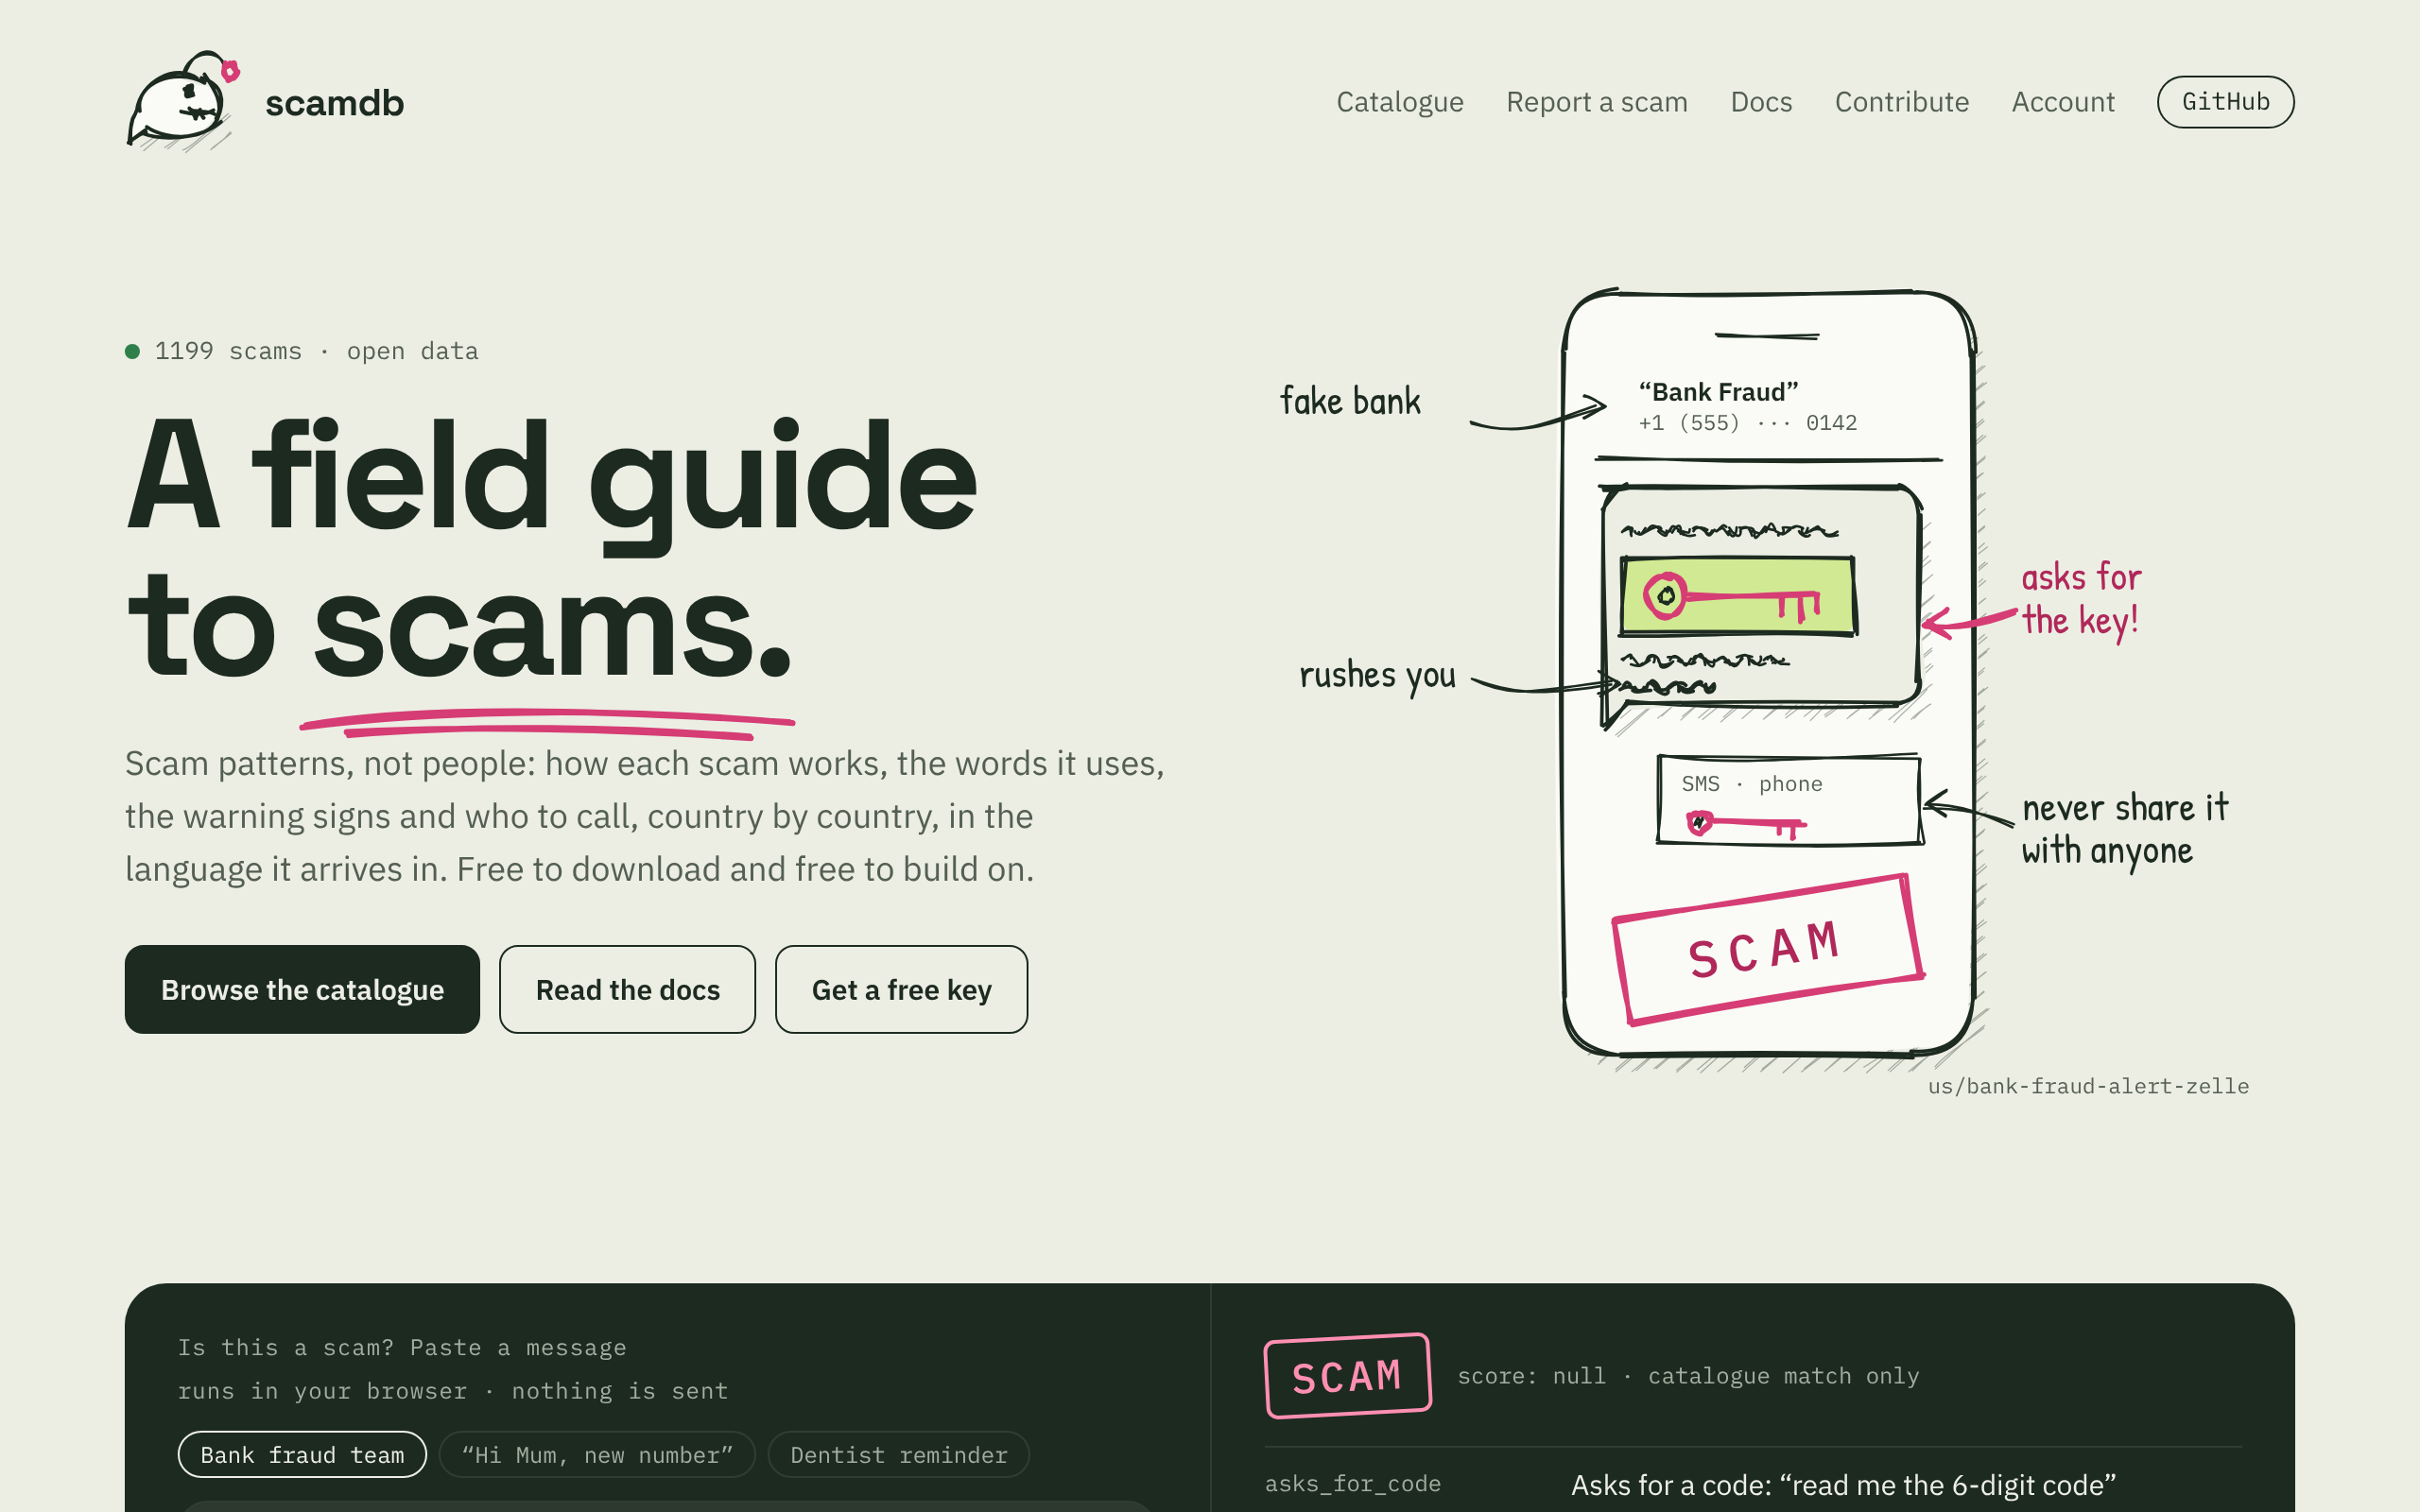 scamdb
Catalogue
Report a scam
Docs
Contribute
Account
GitHub
1199 scams · open data
A field guide
to scams.
Scam patterns, not people: how each scam works, the words it uses,
the warning signs and who to call, country by country, in the
language it arrives in. Free to download and free to build on.
Browse the catalogue
Read the docs
Get a free key
fake bank
“Bank Fraud”
+1 (555) ··· 0142
asks for
the key!
rushes you
SMS · phone
never share it
with anyone
SCAM
us/bank-fraud-alert-zelle
Is this a scam? Paste a message
runs in your browser · nothing is sent
Bank fraud team
“Hi Mum, new number”
Dentist reminder
SCAM
score: null · catalogue match only
asks_for_code
Asks for a code: “read me the 6-digit code”